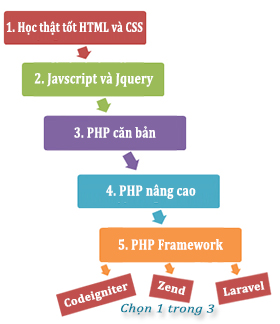 1. Học thật tốt HTML và CSS
2. Javscript và Jquery
3. PHP căn bản
4. PHP nâng cao
5. PHP Framework
Codeigniter
Zend
Laravel
Chọn 1 trong 3